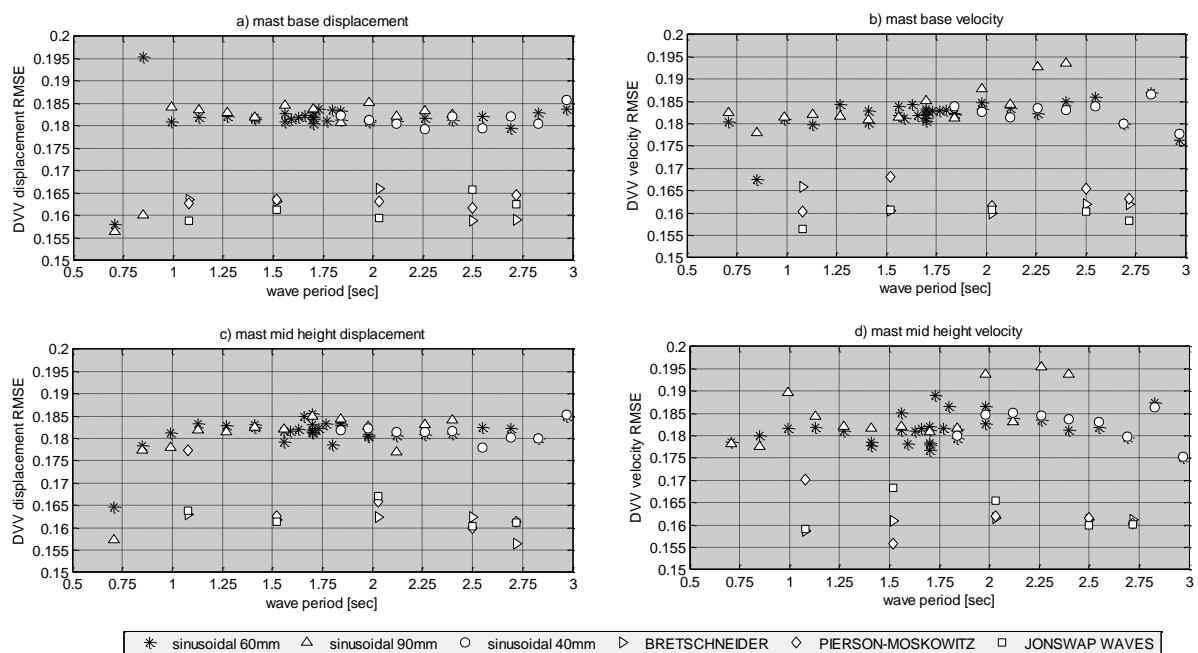 a) mast base displacement
DVV displacement RMSE
0.2
0.195
0.19
0.185
0.18
0.175
0.17
0.165
0.16
0.155
0.15
0.5 0.75 1 1.25 1.5 1.75 2 2.25 2.5 2.75 3
wave period [sec]
b) mast base velocity
DVV velocity RMSE
0.2
0.195
0.19
0.185
0.18
0.175
0.17
0.165
0.16
0.155
0.15
0.5 0.75 1 1.25 1.5 1.75 2 2.25 2.5 2.75 3
wave period [sec]
c) mast mid height displacement
DVV displacement RMSE
0.2
0.195
0.19
0.185
0.18
0.175
0.17
0.165
0.16
0.155
0.15
0.5 0.75 1 1.25 1.5 1.75 2 2.25 2.5 2.75 3
wave period [sec]
d) mast mid height velocity
DVV velocity RMSE
0.2
0.195
0.19
0.185
0.18
0.175
0.17
0.165
0.16
0.155
0.15
0.5 0.75 1 1.25 1.5 1.75 2 2.25 2.5 2.75 3
wave period [sec]
sinusoidal 60mm sinusoidal 90mm sinusoidal 40mm BRETSCHNEIDER PIERSON-MOSKOWITZ JONSWAP WAVES